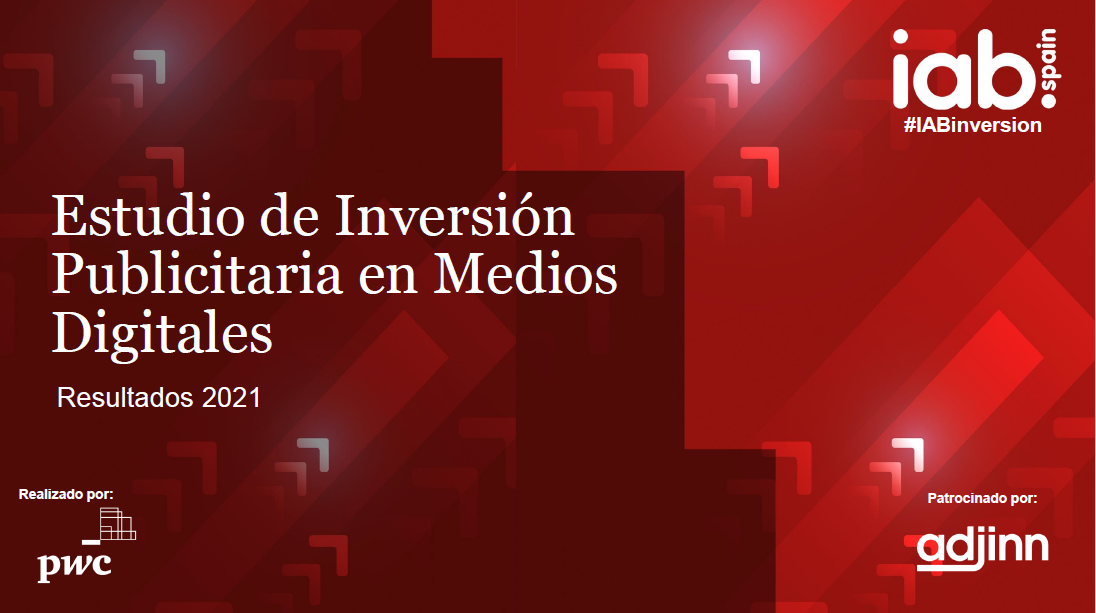 iab.spain
#IABinversion
Estudio de Inversión
Publicitaria en Medios
Digitales
Resultados 2021
Realizado por:
pwc
Patrocinado por:
adjinn